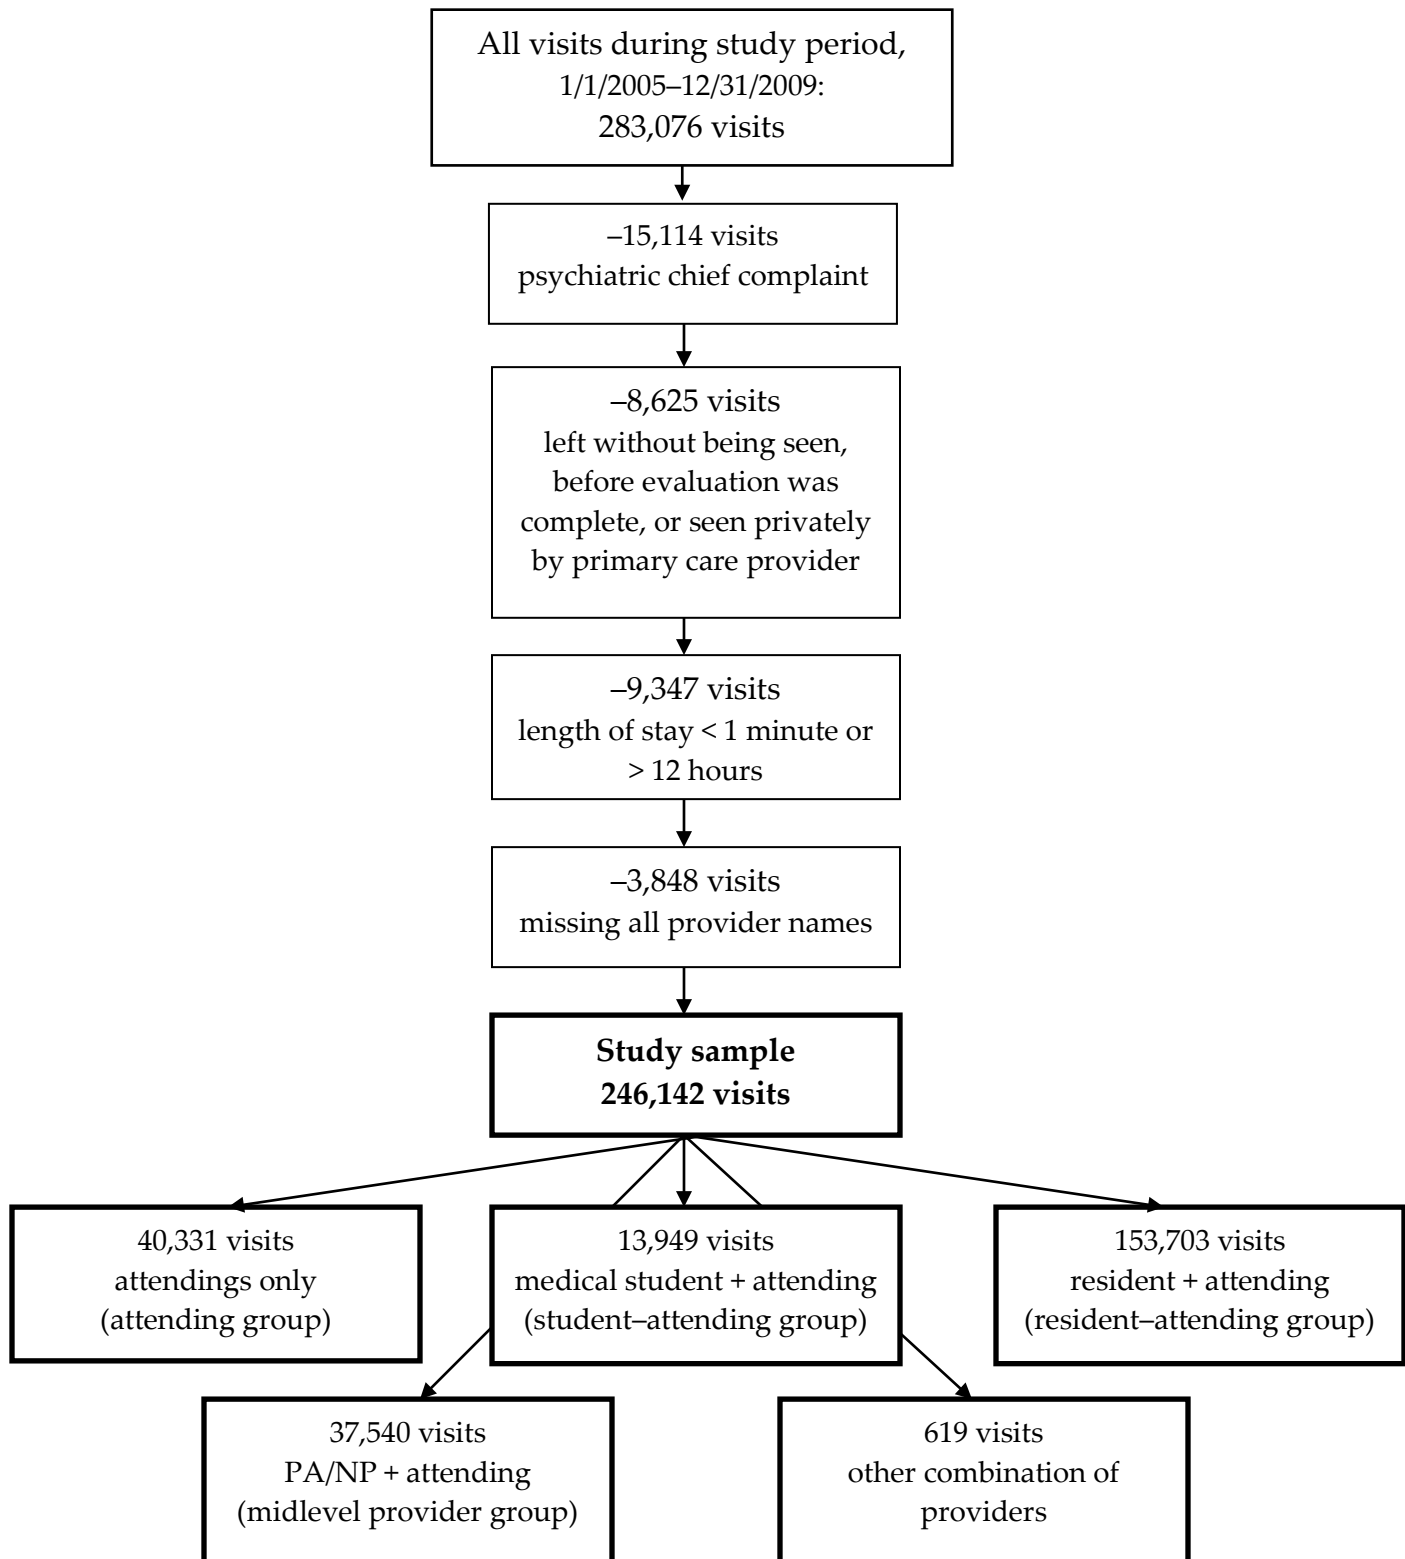 All visits during study period,
1/1/2005–12/31/2009:
283,076 visits
–15,114 visits
psychiatric chief complaint
–8,625 visits
left without being seen,
before evaluation was
complete, or seen privately
by primary care provider
–9,347 visits
length of stay < 1 minute or
> 12 hours
–3,848 visits
missing all provider names
Study sample
246,142 visits
40,331 visits
attendings only
(attending group)
13,949 visits
medical student + attending
(student–attending group)
153,703 visits
resident + attending
(resident–attending group)
37,540 visits
PA/NP + attending
(midlevel provider group)
619 visits
other combination of
providers